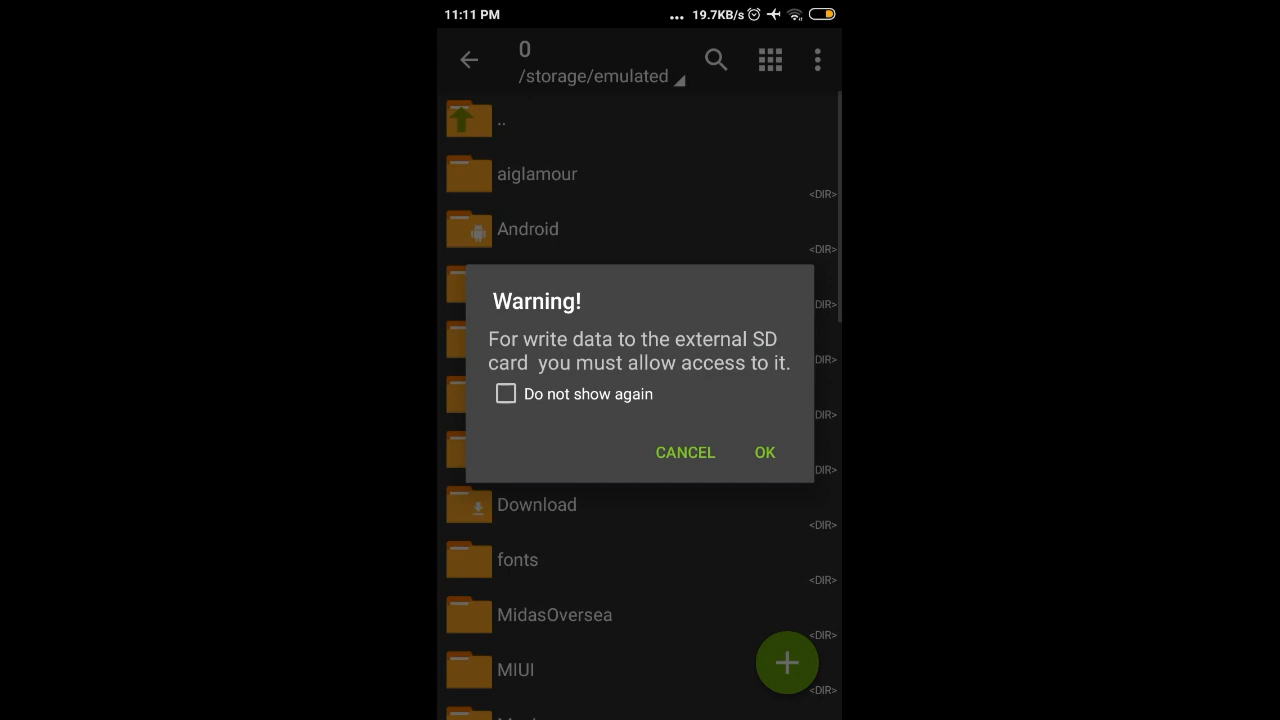 11:11 PM
... 19.7KB/s
0
/storage/emulated
..
aiglamour
<DIR>
Android
<DIR>
DIR>
Warning!
For write data to the external SD
card  you must allow access to it.
DIR>
Do not show again
DIR>
CANCEL OK
DIR>
Download
<DIR>
fonts
<DIR>
MidasOversea
<DIR>
MIUI
<DIR>